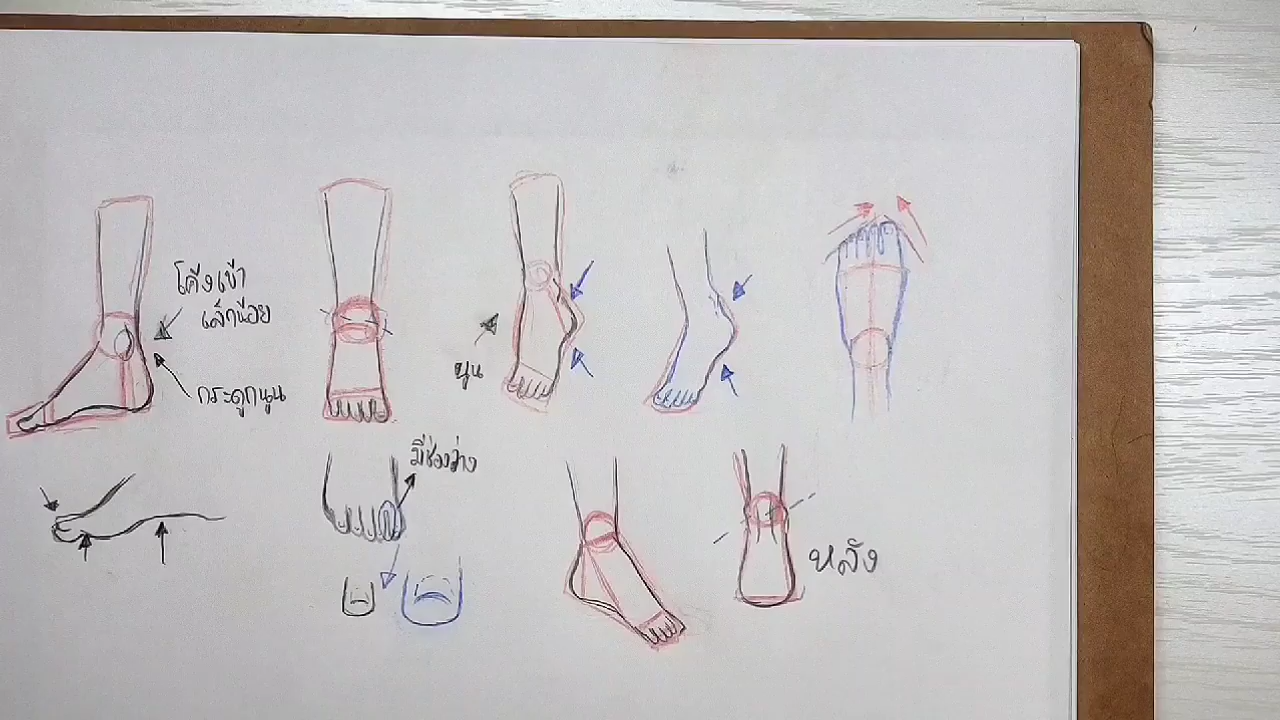 โค้งเข้า
เล็กน้อย
กระดูกนูน
นูน
มีช่องว่าง
หลัง